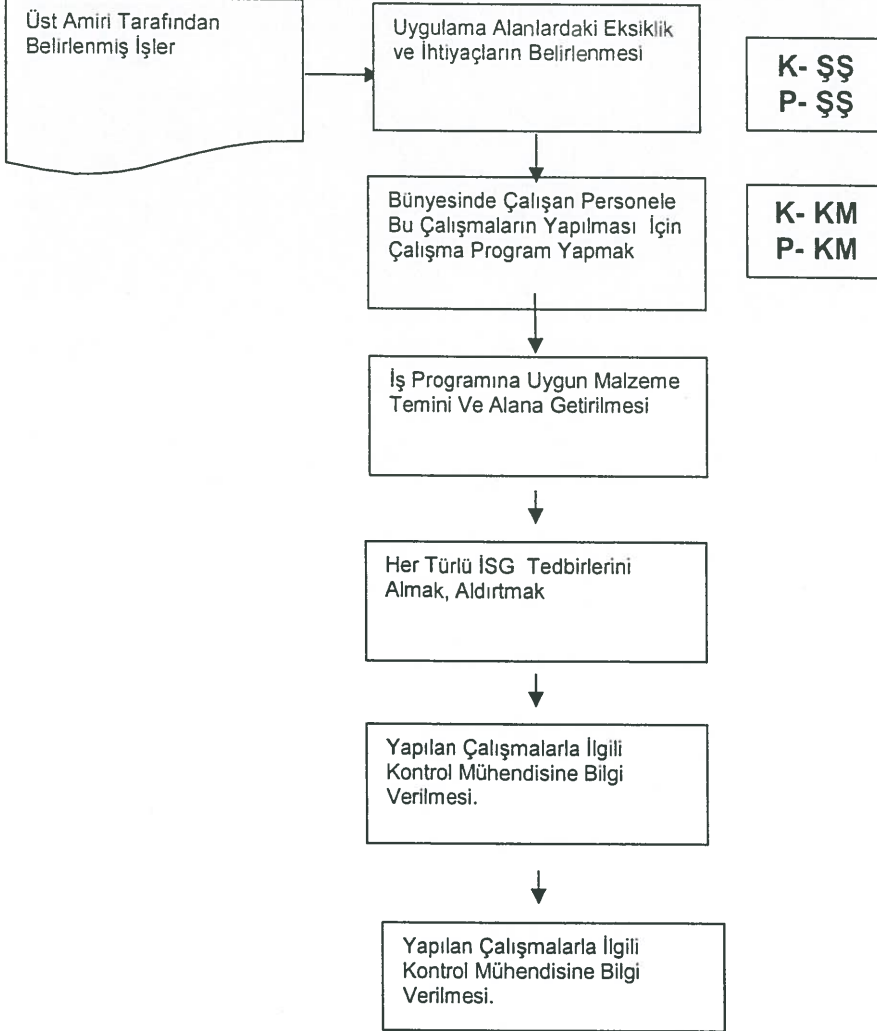 Üst Amiri Tarafından
Belirlenmiş İşler
Uygulama Alanlardaki Eksiklik
ve İhtiyaçların Belirlenmesi
K- ŞŞ
P- ŞŞ
Bünyesinde Çalışan Personele
Bu Çalışmaların Yapılması İçin
Çalışma Program Yapmak
K- KM
P- KM
İş Programına Uygun Malzeme
Temini Ve Alana Getirilmesi
Her Türlü İSG Tedbirlerini
Almak, Aldırtmak
Yapılan Çalışmalarla İlgili
Kontrol Mühendisine Bilgi
Verilmesi.
Yapılan Çalışmalarla İlgili
Kontrol Mühendisine Bilgi
Verilmesi.